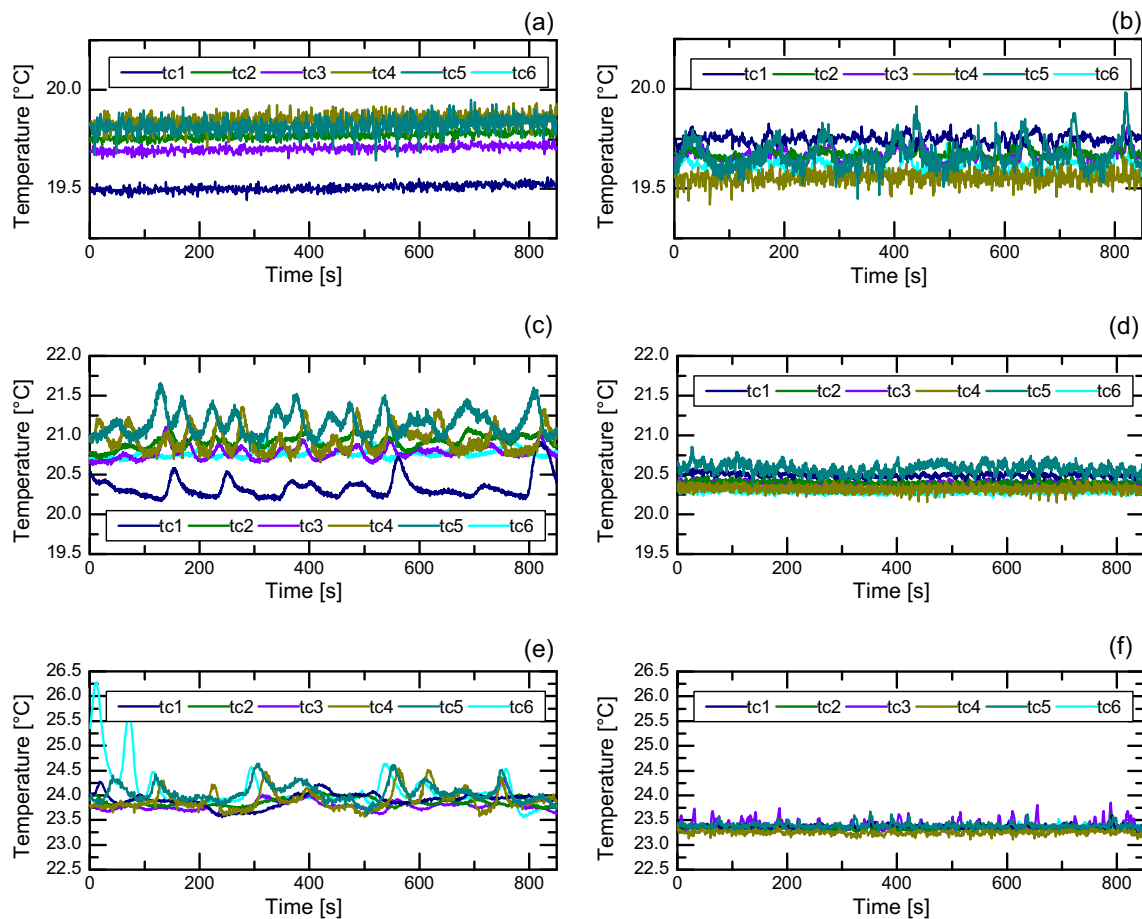 (a)
Temperature [°C]
20.0
19.5
tc1 tc2 tc3 tc4 tc5 tc6
0 200 400 600 800
Time [s]
(b)
Temperature [°C]
20.0
19.5
tc1 tc2 tc3 tc4 tc5 tc6
0 200 400 600 800
Time [s]
(c)
Temperature [°C]
22.0
21.5
21.0
20.5
20.0
19.5
tc1 tc2 tc3 tc4 tc5 tc6
0 200 400 600 800
Time [s]
(d)
Temperature [°C]
22.0
21.5
21.0
20.5
20.0
19.5
tc1 tc2 tc3 tc4 tc5 tc6
0 200 400 600 800
Time [s]
(e)
Temperature [°C]
26.5
26.0
25.5
25.0
24.5
24.0
23.5
23.0
22.5
tc1 tc2 tc3 tc4 tc5 tc6
0 200 400 600 800
Time [s]
(f)
Temperature [°C]
26.5
26.0
25.5
25.0
24.5
24.0
23.5
23.0
22.5
tc1 tc2 tc3 tc4 tc5 tc6
0 200 400 600 800
Time [s]